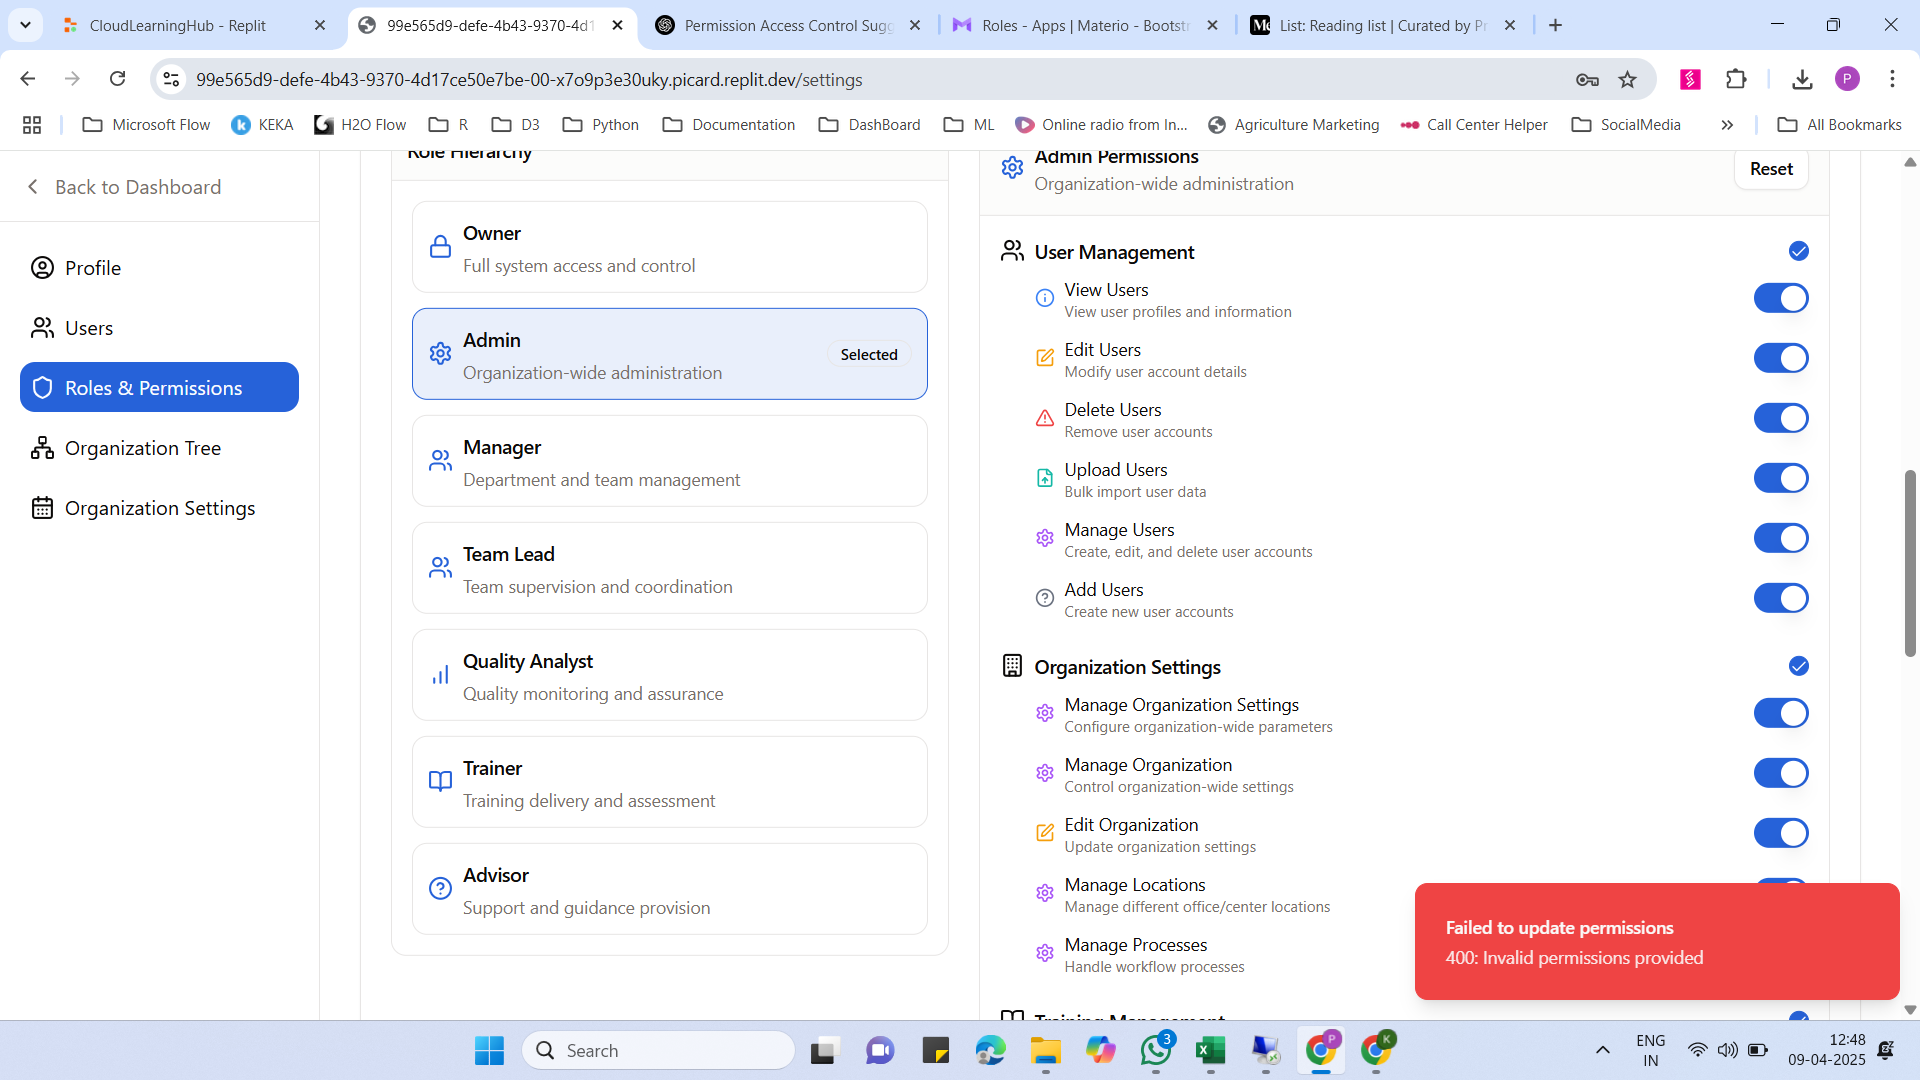 CloudLearningHub - Replit
99e565d9-defe-4b43-9370-4d1
Permission Access Control Sugg
Roles - Apps | Materio - Bootstr
List: Reading list | Curated by Pr
99e565d9-defe-4b43-9370-4d17ce50e7be-00-x7o9p3e30uky.picard.replit.dev/settings
P
Microsoft Flow
KEKA
H2O Flow
R
D3
Python
Documentation
DashBoard
ML
Online radio from In...
Agriculture Marketing
Call Center Helper
SocialMedia
All Bookmarks
Back to Dashboard
Profile
Users
Roles & Permissions
Organization Tree
Organization Settings
Role Hierarchy
Owner
Full system access and control
Admin
Organization-wide administration
Selected
Manager
Department and team management
Team Lead
Team supervision and coordination
Quality Analyst
Quality monitoring and assurance
Trainer
Training delivery and assessment
Advisor
Support and guidance provision
Admin Permissions
Organization-wide administration
Reset
User Management
View Users
View user profiles and information
Edit Users
Modify user account details
Delete Users
Remove user accounts
Upload Users
Bulk import user data
Manage Users
Create, edit, and delete user accounts
Add Users
Create new user accounts
Organization Settings
Manage Organization Settings
Configure organization-wide parameters
Manage Organization
Control organization-wide settings
Edit Organization
Update organization settings
Manage Locations
Manage different office/center locations
Manage Processes
Handle workflow processes
Training Management
Failed to update permissions
400: Invalid permissions provided
Search
3
P
K
ENG
IN
12:48
09-04-2025